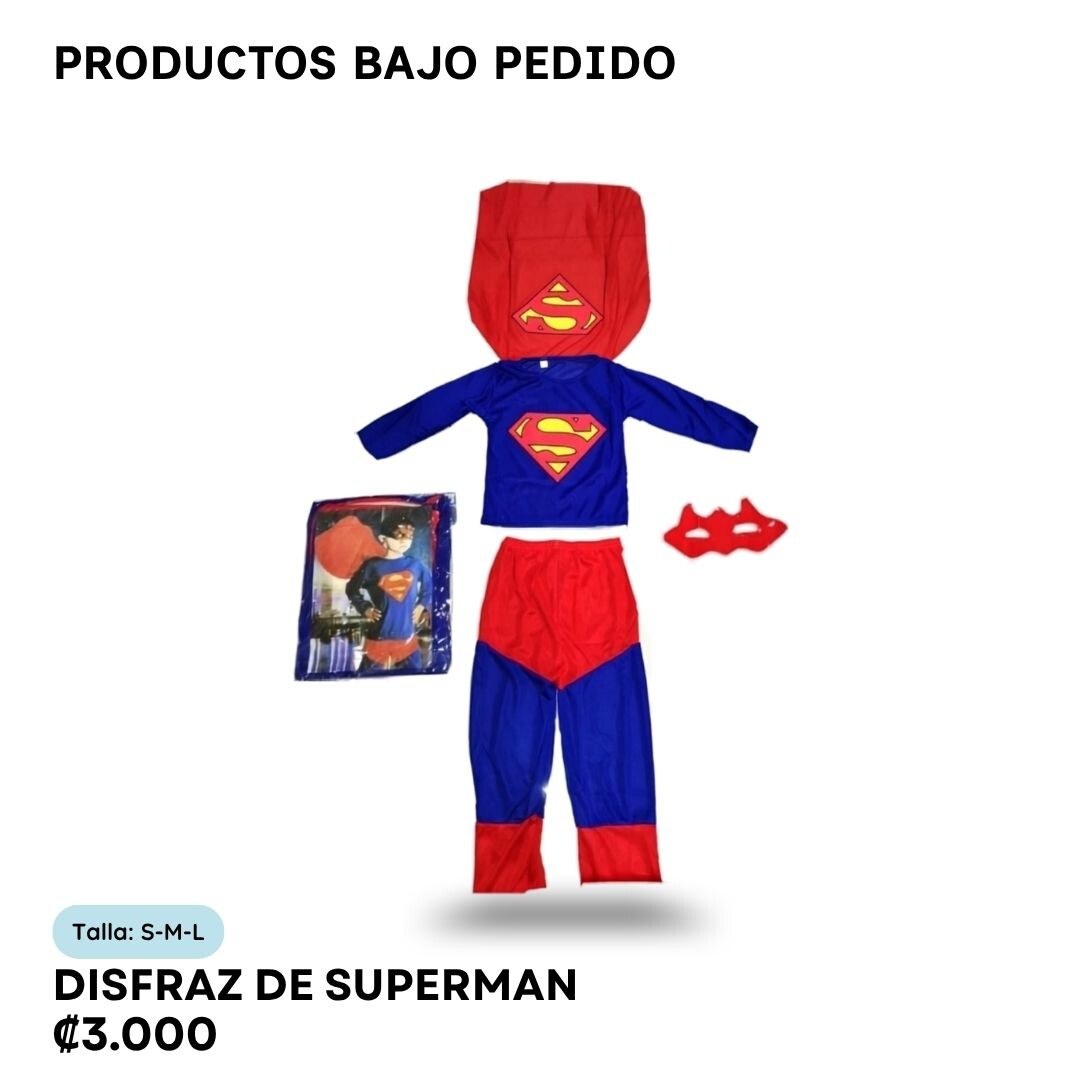 PRODUCTOS BAJO PEDIDO
Talla: S-M-L
DISFRAZ DE SUPERMAN
₡3.000